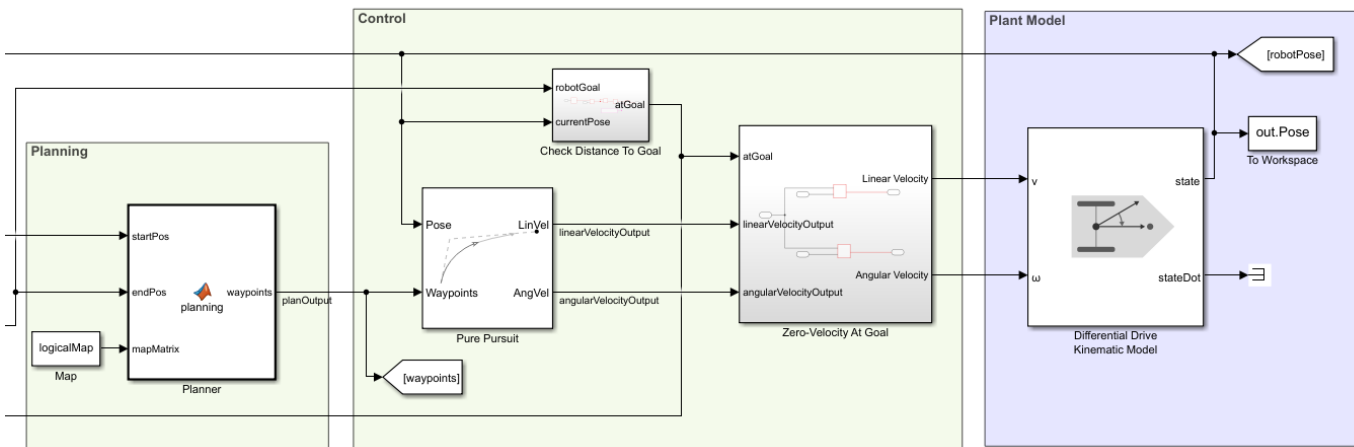 Control
Plant Model
[robotPose]
robotGoal
atGoal
currentPose
Check Distance To Goal
out.Pose
To Workspace
Planning
atGoal
Linear Velocity
linearVelocityOutput
Angular Velocity
angularVelocityOutput
Zero-Velocity At Goal
v
state
ω
stateDot
Differential Drive
Kinematic Model
Pose
LinVel
linearVelocityOutput
Waypoints
AngVel
angularVelocityOutput
Pure Pursuit
startPos
endPos
planning
waypoints
planOutput
mapMatrix
Planner
logicalMap
Map
[waypoints]